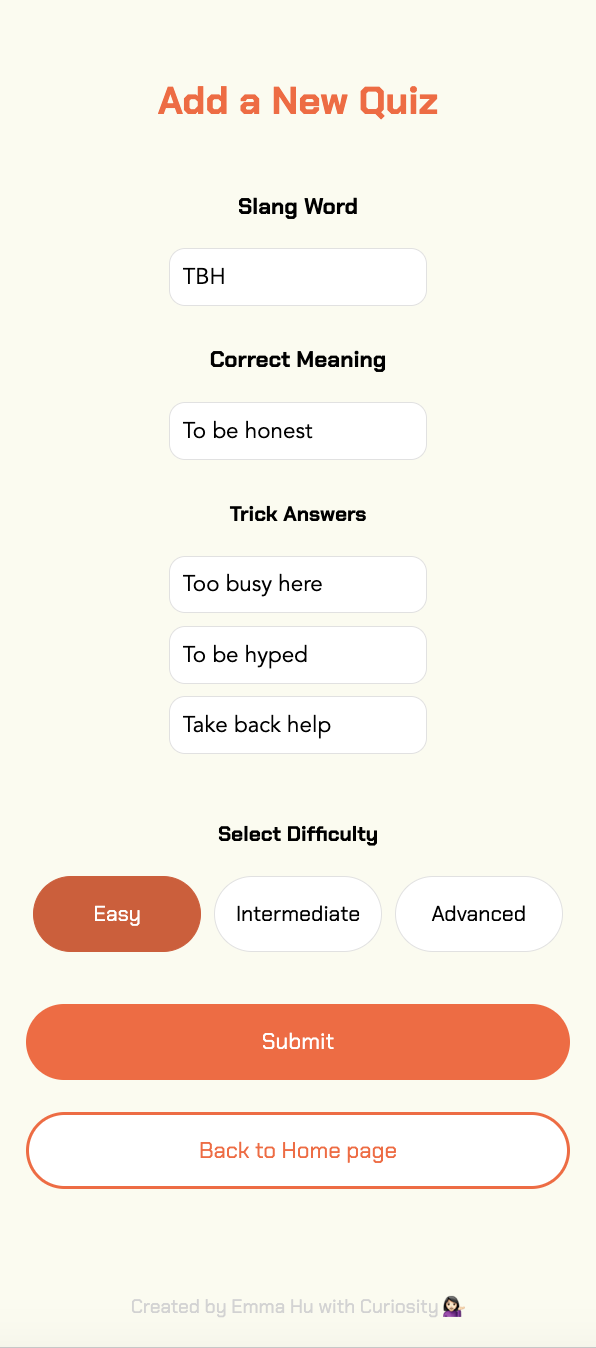 Add a New Quiz
Slang Word
TBH
Correct Meaning
To be honest
Trick Answers
Too busy here
To be hyped
Take back help
Select Difficulty
Easy Intermediate Advanced
Submit
Back to Home page
Created by Emma Hu with Curiosity 💁🏻‍♀️